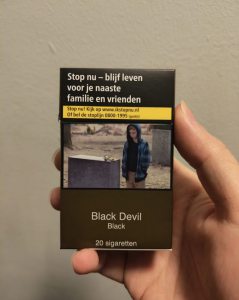 Stop nu – blijf leven
voor je naaste
familie en vrienden
Stop nu! Kijk op www.ikstopnu.nl
Of bel de stoplijn 0800-1995 (gratis)
Black Devil
Black
20 sigaretten